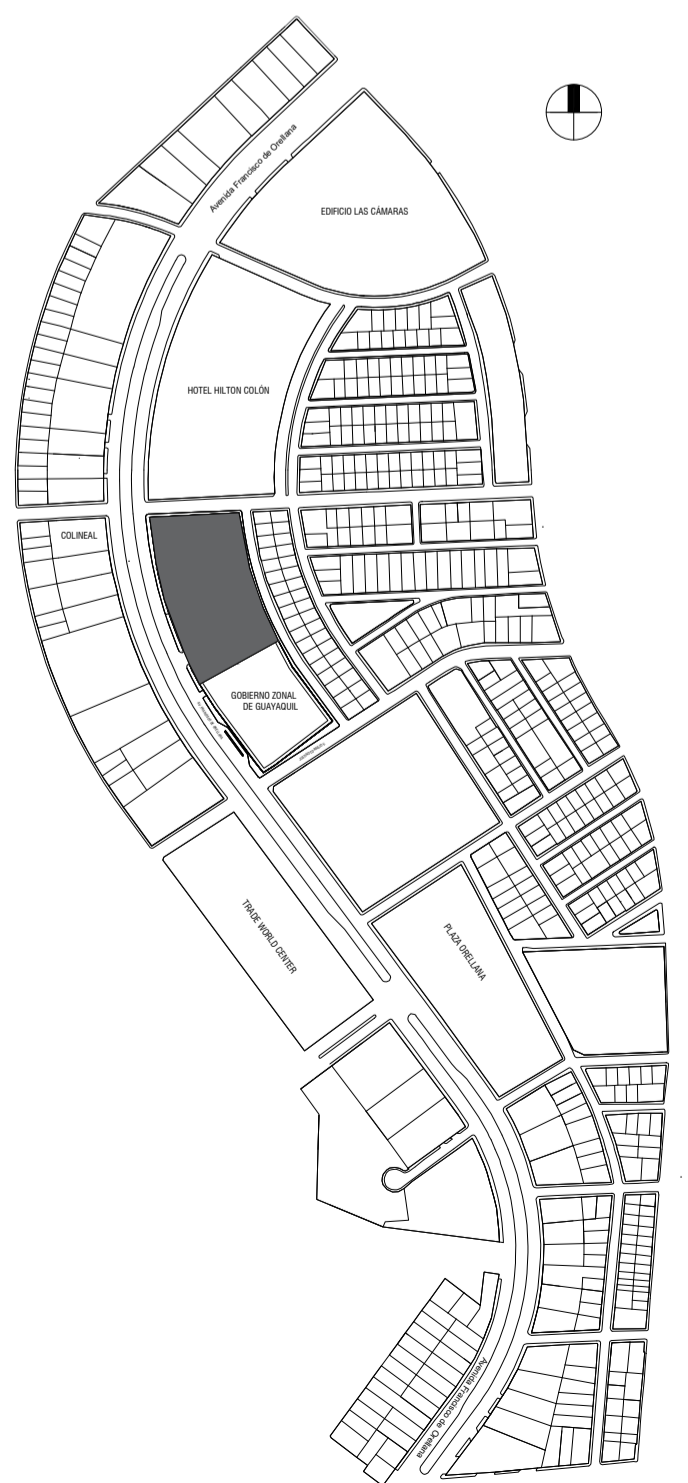 Avenida Francisco de Orellana
EDIFICIO LAS CÁMARAS
HOTEL HILTON COLÓN
COLINEAL
GOBIERNO ZONAL
DE GUAYAQUIL
TRADE WORLD CENTER
PLAZA ORELLANA
Avenida Francisco de Orellana